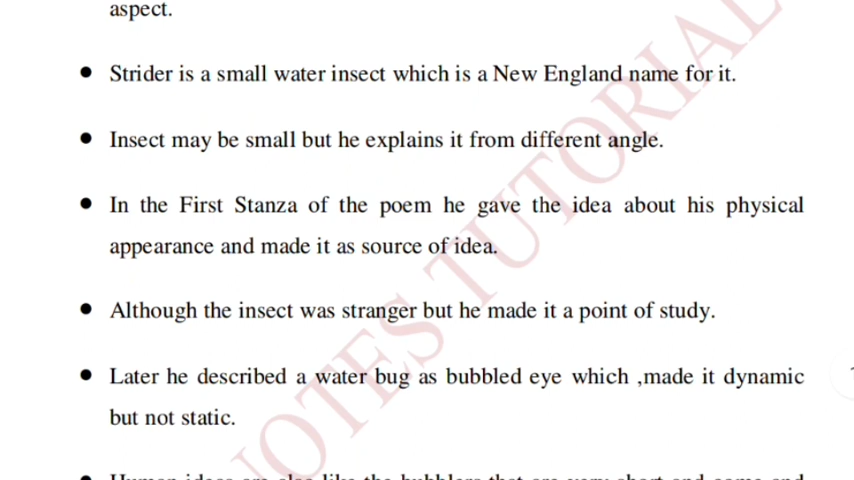 aspect.
● Strider is a small water insect which is a New England name for it.
● Insect may be small but he explains it from different angle.
● In the First Stanza of the poem he gave the idea about his physical
appearance and made it as source of idea.
● Although the insect was stranger but he made it a point of study.
● Later he described a water bug as bubbled eye which ,made it dynamic
but not static.
NOTES TUTORIAL